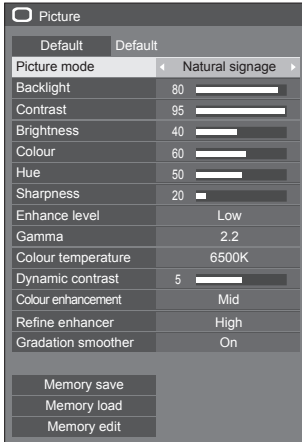 Picture
Default Default
Picture mode Natural signage
Backlight 80
Contrast 95
Brightness 40
Colour 60
Hue 50
Sharpness 20
Enhance level Low
Gamma 2.2
Colour temperature 6500K
Dynamic contrast 5
Colour enhancement Mid
Refine enhancer High
Gradation smoother On
Memory save
Memory load
Memory edit